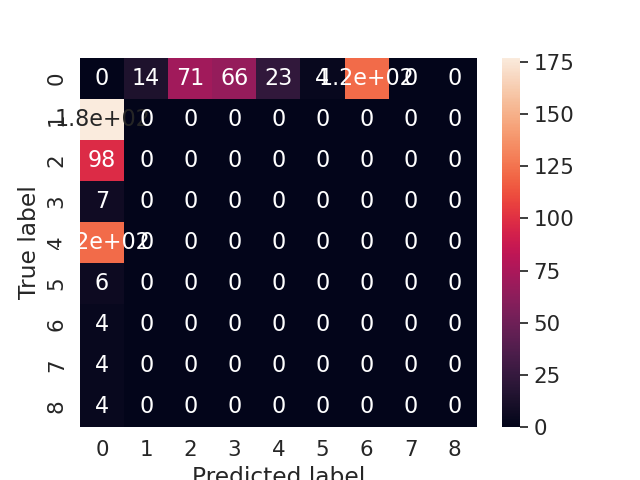 0 0 14 71 66 23 4 1.2e+02 0 0
1 1.8e+02 0 0 0 0 0 0 0 0
2 98 0 0 0 0 0 0 0 0
3 7 0 0 0 0 0 0 0 0
4 2e+02 0 0 0 0 0 0 0 0
5 6 0 0 0 0 0 0 0 0
6 4 0 0 0 0 0 0 0 0
7 4 0 0 0 0 0 0 0 0
8 4 0 0 0 0 0 0 0 0
0 1 2 3 4 5 6 7 8
True label
Predicted label
175
150
125
100
75
50
25
0